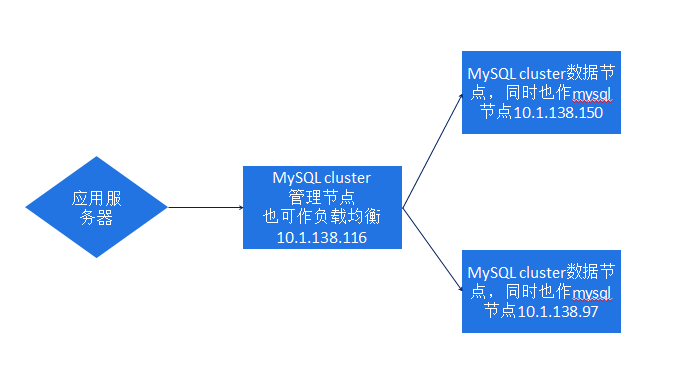 应用服
务器
MySQL cluster
管理节点
也可作负载均衡
10.1.138.116
MySQL cluster数据节
点，同时也作mysql
节点10.1.138.150
MySQL cluster数据节
点，同时也作mysql
节点10.1.138.97